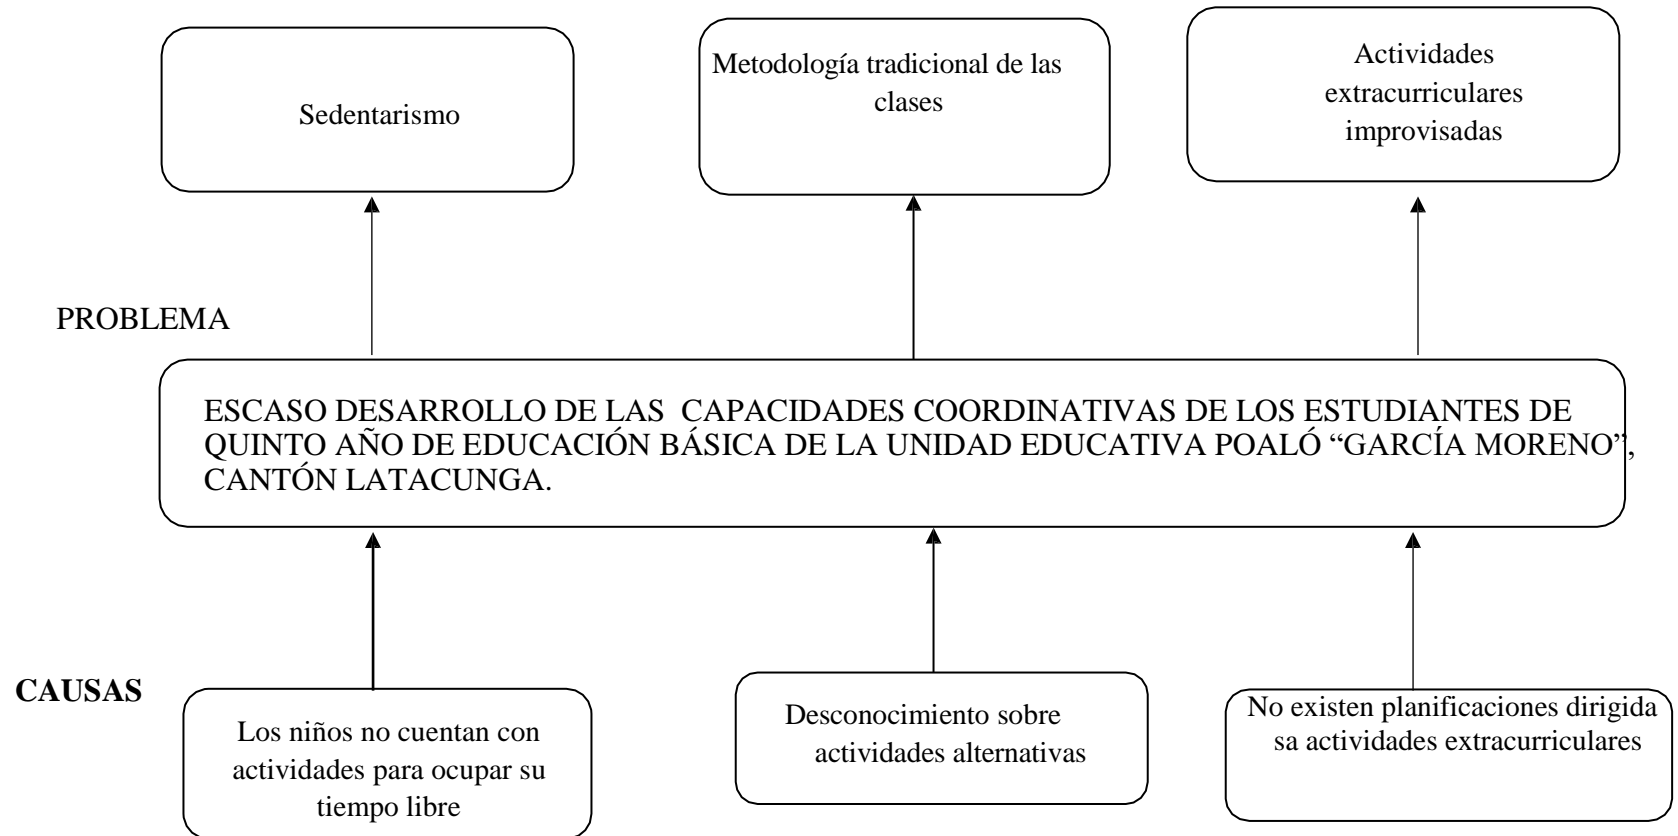 Sedentarismo
Metodología tradicional de las
clases
Actividades
extracurriculares
improvisadas
PROBLEMA
ESCASO DESARROLLO DE LAS CAPACIDADES COORDINATIVAS DE LOS ESTUDIANTES DE
QUINTO AÑO DE EDUCACIÓN BÁSICA DE LA UNIDAD EDUCATIVA POALÓ “GARCÍA MORENO”,
CANTÓN LATACUNGA.
CAUSAS
Los niños no cuentan con
actividades para ocupar su
tiempo libre
Desconocimiento sobre
actividades alternativas
No existen planificaciones dirigida
sa actividades extracurriculares